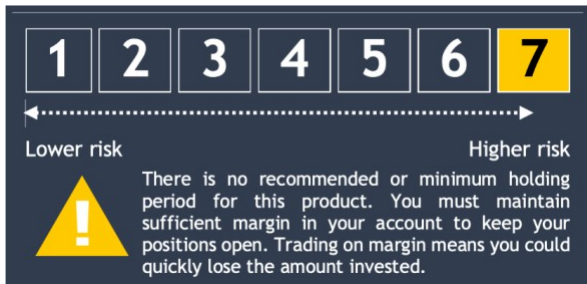 1 2 3 4 5 6 7
Lower risk Higher risk
There is no recommended or minimum holding
period for this product. You must maintain
sufficient margin in your account to keep your
positions open. Trading on margin means you could
quickly lose the amount invested.